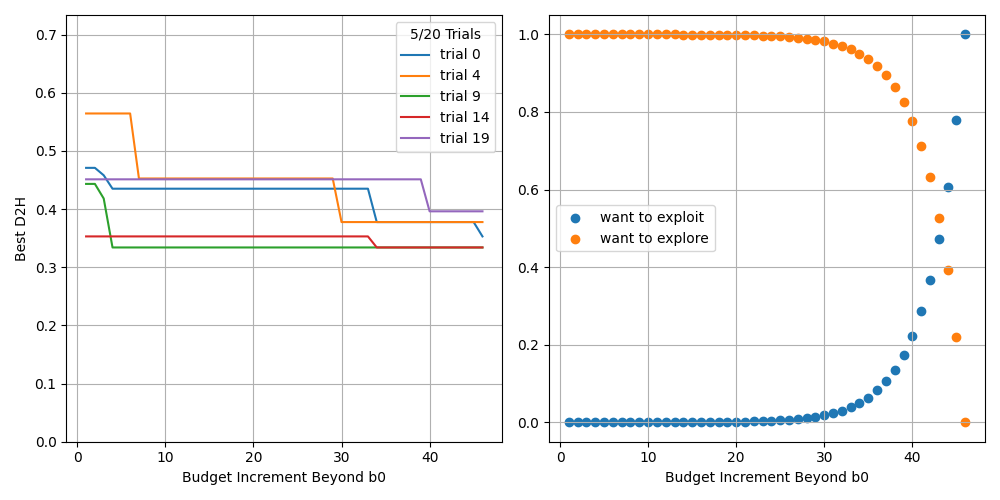 5/20 Trials
trial 0
trial 4
trial 9
trial 14
trial 19
0.7
0.6
0.5
0.4
0.3
0.2
0.1
0.0
Best D2H
0 10 20 30 40
Budget Increment Beyond b0
1.0
0.8
0.6
0.4
0.2
0.0
want to exploit
want to explore
0 10 20 30 40
Budget Increment Beyond b0